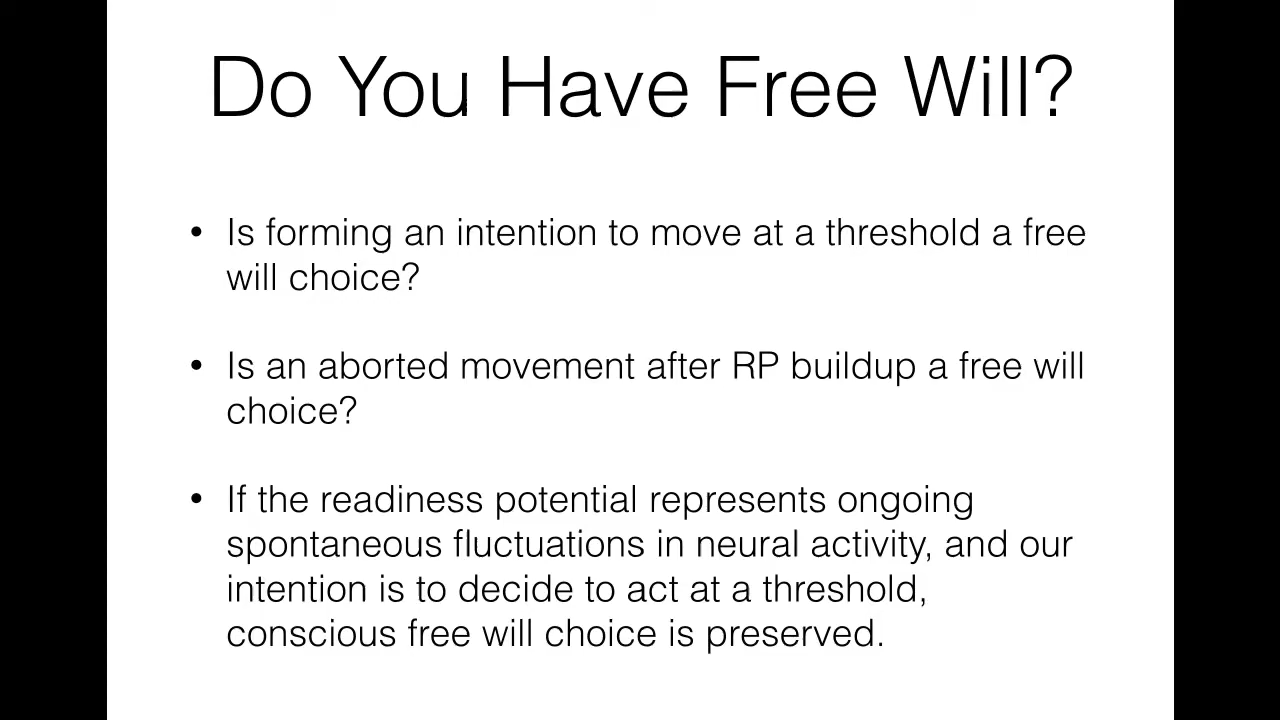 Do You Have Free Will?
• Is forming an intention to move at a threshold a free
will choice?
• Is an aborted movement after RP buildup a free will
choice?
• If the readiness potential represents ongoing
spontaneous fluctuations in neural activity, and our
intention is to decide to act at a threshold,
conscious free will choice is preserved.